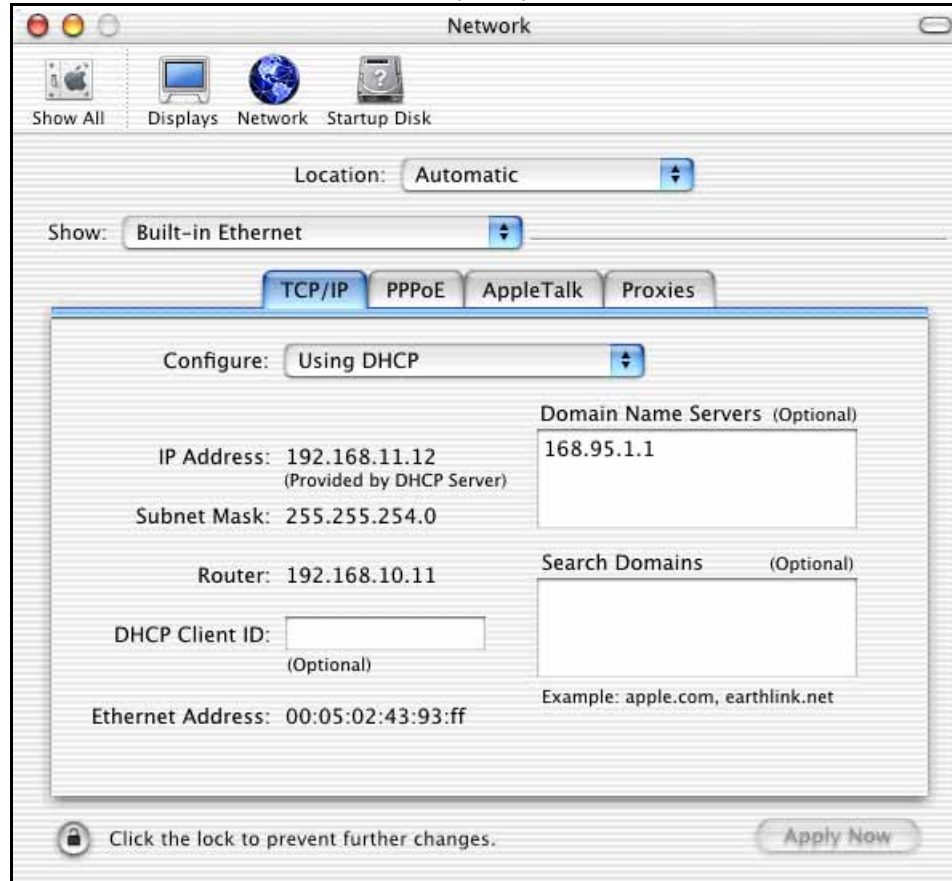 Network
Show All
Displays
Network
Startup Disk
Location: Automatic
Show: Built-in Ethernet
TCP/IP
PPPoE
AppleTalk
Proxies
Configure: Using DHCP
Domain Name Servers (Optional)
168.95.1.1
IP Address: 192.168.11.12
(Provided by DHCP Server)
Subnet Mask: 255.255.254.0
Router: 192.168.10.11
Search Domains (Optional)
DHCP Client ID:
(Optional)
Example: apple.com, earthlink.net
Ethernet Address: 00:05:02:43:93:ff
Click the lock to prevent further changes.
Apply Now